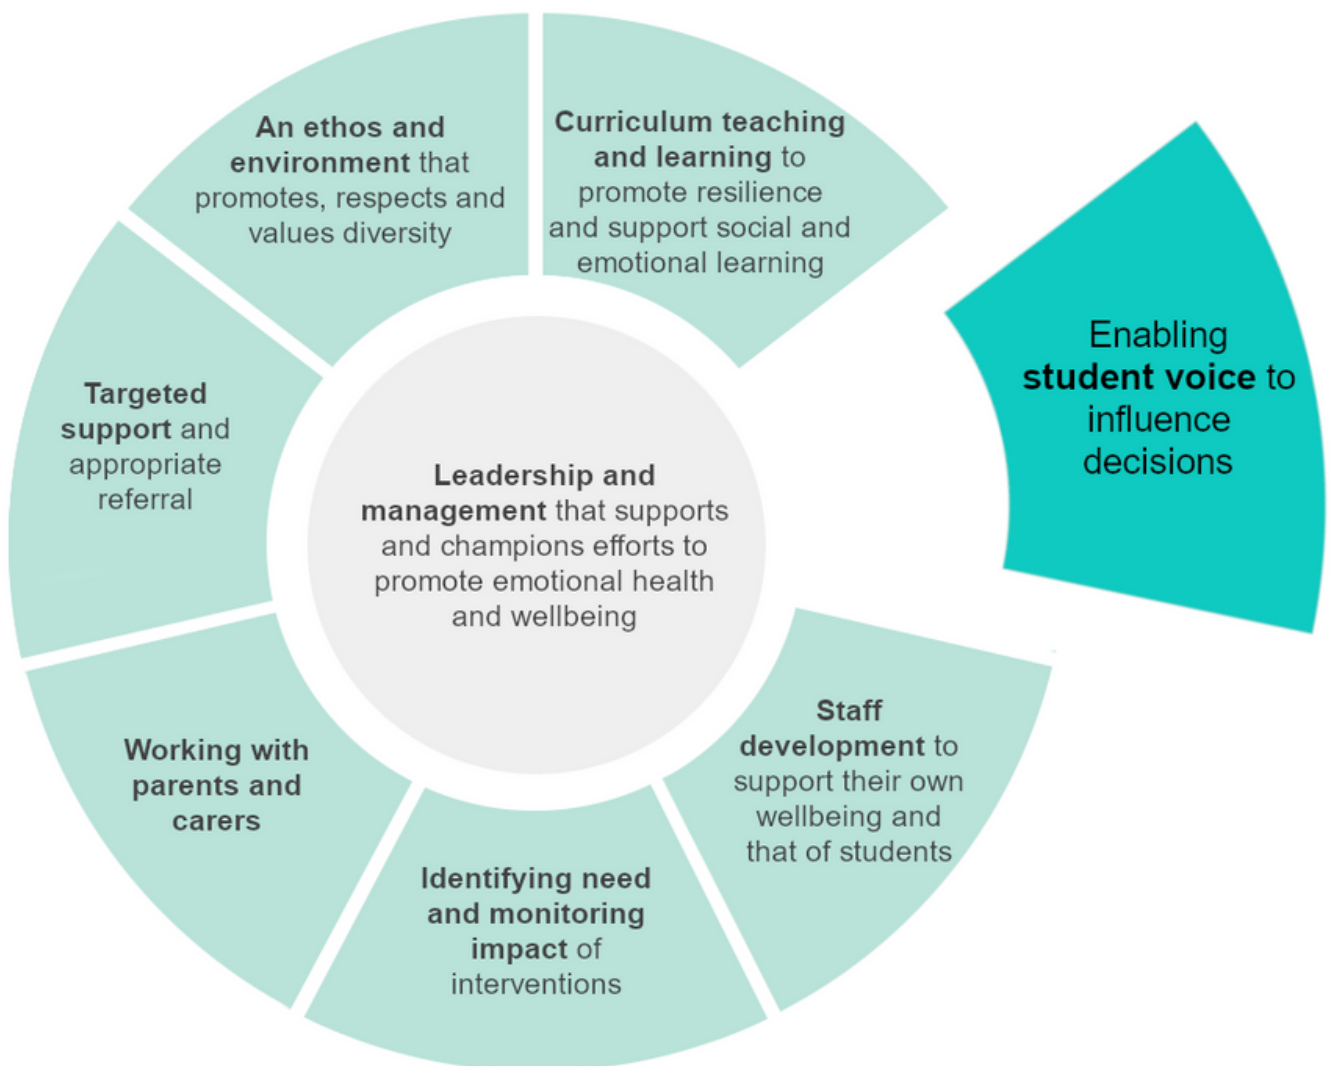 An ethos and
environment that
promotes, respects and
values diversity
Curriculum teaching
and learning to
promote resilience
and support social and
emotional learning
Enabling
student voice to
influence
decisions
Targeted
support and
appropriate
referral
Leadership and
management that supports
and champions efforts to
promote emotional health
and wellbeing
Staff
development to
support their own
wellbeing and
that of students
Working with
parents and
carers
Identifying need
and monitoring
impact of
interventions